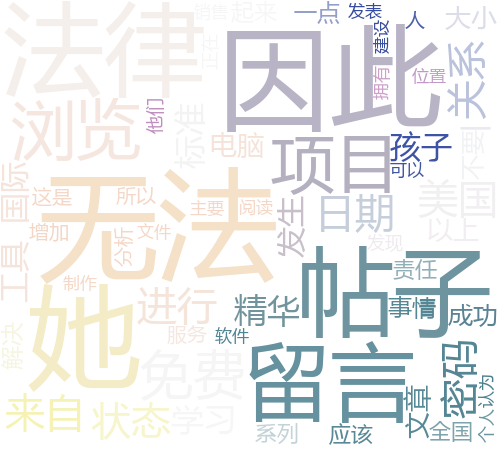 销售
起来
一点
发表
人
大小
法律
因此
建设
正在
关系
拥有
位置
浏览
他们
标准
电脑
项目
孩子
可以
不要
国际
无法
这是
所以
主要
阅读
发生
日期
美国
以上
增加
分析
文件
发现
工具
帖子
责任
制作
她
进行
精华
事情
成功
服务
软件
解决
免费
留言
密码
个人
认为
来自
状态
学习
文章
系列
应该
全国